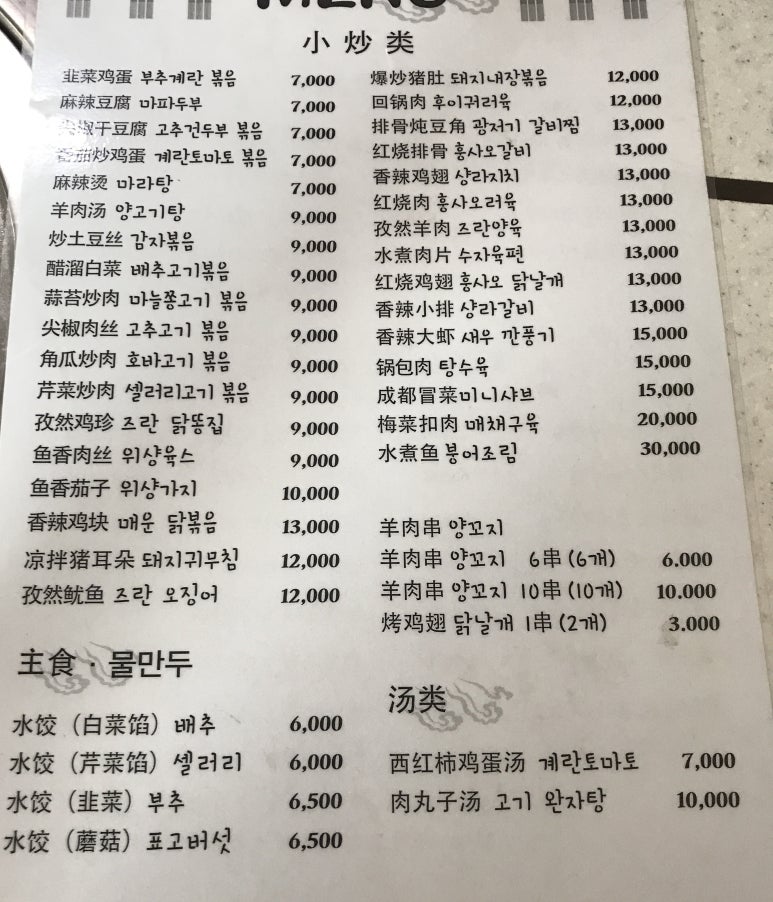 MENU
小炒类
韭菜鸡蛋 부추계란 볶음 7,000
麻辣豆腐 마파두부 7,000
尖椒干豆腐 고추건두부 볶음 7,000
番茄炒鸡蛋 계란토마토 볶음 7,000
麻辣烫 마라탕 7,000
羊肉汤 양고기탕 9,000
炒土豆丝 감자볶음 9,000
醋溜白菜 배추고기볶음 9,000
蒜苔炒肉 마늘쫑고기 볶음 9,000
尖椒肉丝 고추고기 볶음 9,000
角瓜炒肉 호바고기 볶음 9,000
芹菜炒肉 셀러리고기 볶음 9,000
孜然鸡珍 즈란 닭똥집 9,000
鱼香肉丝 위샹육스 9,000
鱼香茄子 위샹가지 10,000
香辣鸡块 매운 닭볶음 13,000
凉拌猪耳朵 돼지귀무침 12,000
孜然鱿鱼 즈란 오징어 12,000
爆炒猪肚 돼지내장볶음 12,000
回锅肉 후이귀러육 12,000
排骨炖豆角 광저기 갈비찜 13,000
红烧排骨 홍사오갈비 13,000
香辣鸡翅 샹라지치 13,000
红烧肉 홍사오러육 13,000
孜然羊肉 즈란양육 13,000
水煮肉片 수자육편 13,000
红烧鸡翅 홍사오 닭날개 13,000
香辣小排 샹라갈비 13,000
香辣大虾 새우 깐풍기 15,000
锅包肉 탕수육 15,000
成都冒菜미니샤브 15,000
梅菜扣肉 매채구육 20,000
水煮鱼 붕어조림 30,000
羊肉串 양꼬지
羊肉串 양꼬지 6串 (6개) 6.000
羊肉串 양꼬지 10串 (10개) 10.000
烤鸡翅 닭날개 1串 (2개) 3.000
主食 · 물만두
水饺（白菜馅）배추 6,000
水饺（芹菜馅）셀러리 6,000
水饺（韭菜）부추 6,500
水饺（蘑菇）표고버섯 6,500
汤类
西红柿鸡蛋汤 계란토마토 7,000
肉丸子汤 고기 완자탕 10,000